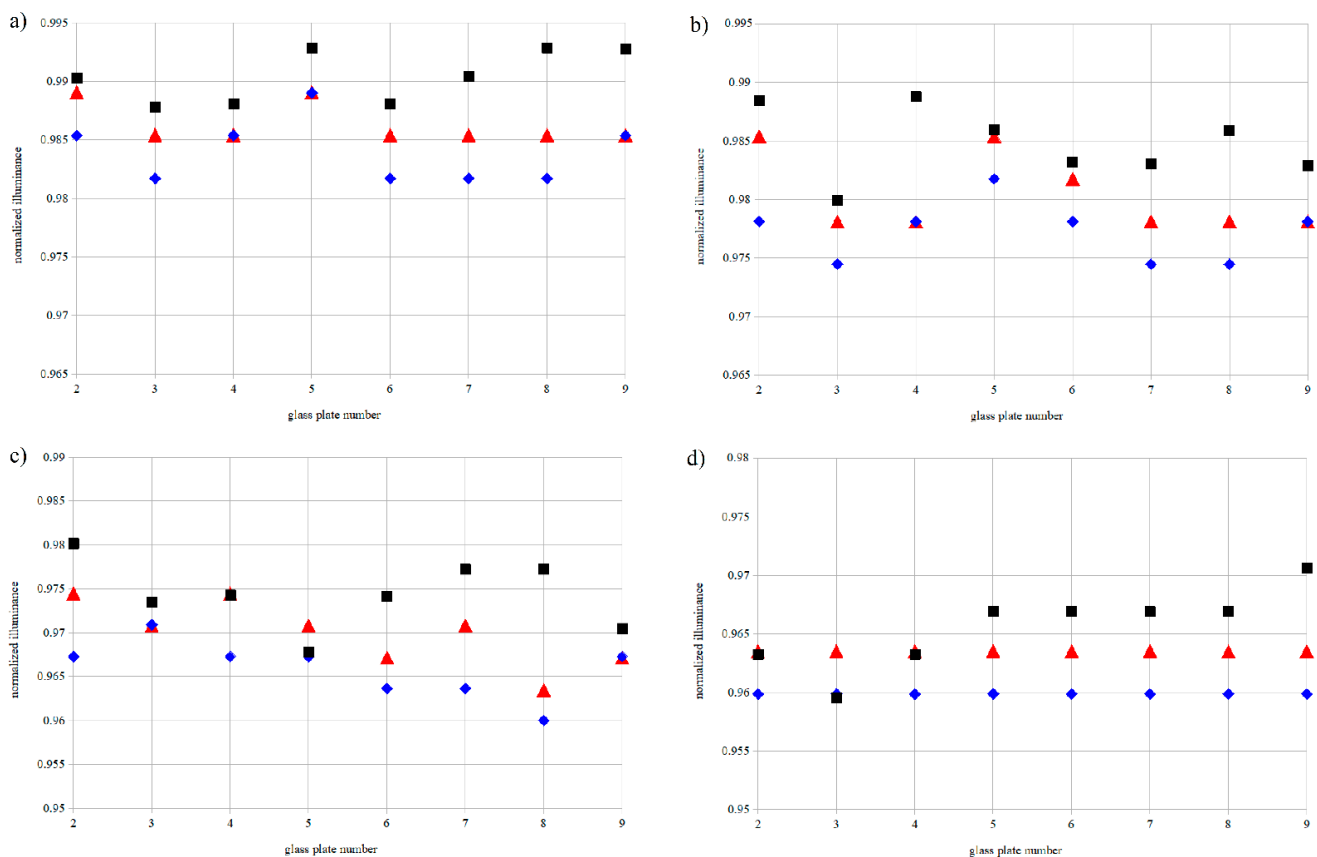 a)
0.995
0.99
0.985
0.98
0.975
0.97
0.965
normalized illuminance
2 3 4 5 6 7 8 9
glass plate number
b)
0.995
0.99
0.985
0.98
0.975
0.97
0.965
normalized illuminance
2 3 4 5 6 7 8 9
glass plate number
c)
0.99
0.985
0.98
0.975
0.97
0.965
0.96
0.955
0.95
normalized illuminance
2 3 4 5 6 7 8 9
glass plate number
d)
0.98
0.975
0.97
0.965
0.96
0.955
0.95
normalized illuminance
2 3 4 5 6 7 8 9
glass plate number